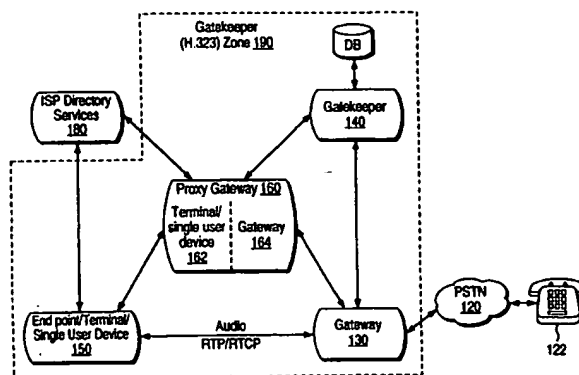 Gatekeeper
(H.323) Zone 190
DB
ISP Directory
Services
180
Gatekeeper
140
Proxy Gateway 160
Terminal/
single user
device
162
Gateway
164
End point/Terminal/
Single User Device
150
Audio
RTP/RTCP
Gateway
130
PSTN
120
122